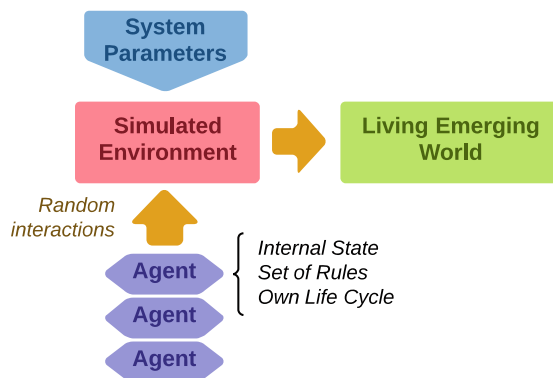 System
Parameters
Simulated
Environment
Living Emerging
World
Random
interactions
Agent
Internal State
Set of Rules
Own Life Cycle
Agent
Agent